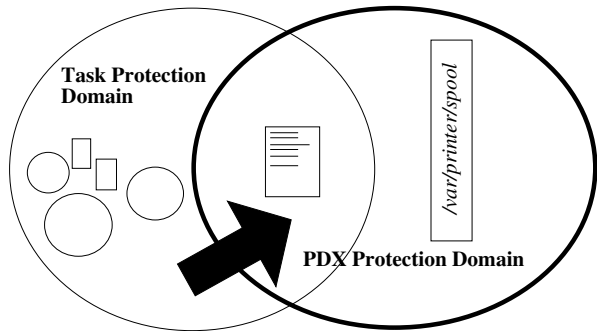 Task Protection
Domain
/var/printer/spool
PDX Protection Domain